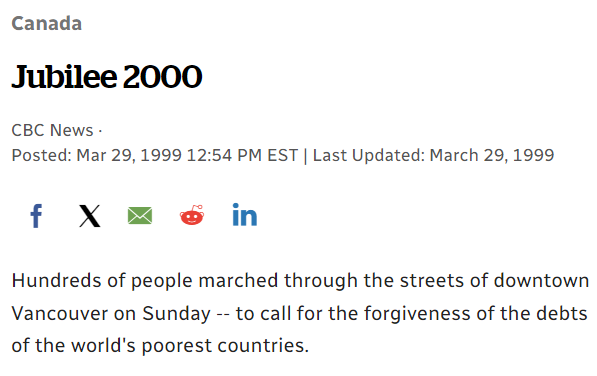 Canada
Jubilee 2000
CBC News ·
Posted: Mar 29, 1999 12:54 PM EST | Last Updated: March 29, 1999
Hundreds of people marched through the streets of downtown
Vancouver on Sunday -- to call for the forgiveness of the debts
of the world's poorest countries.